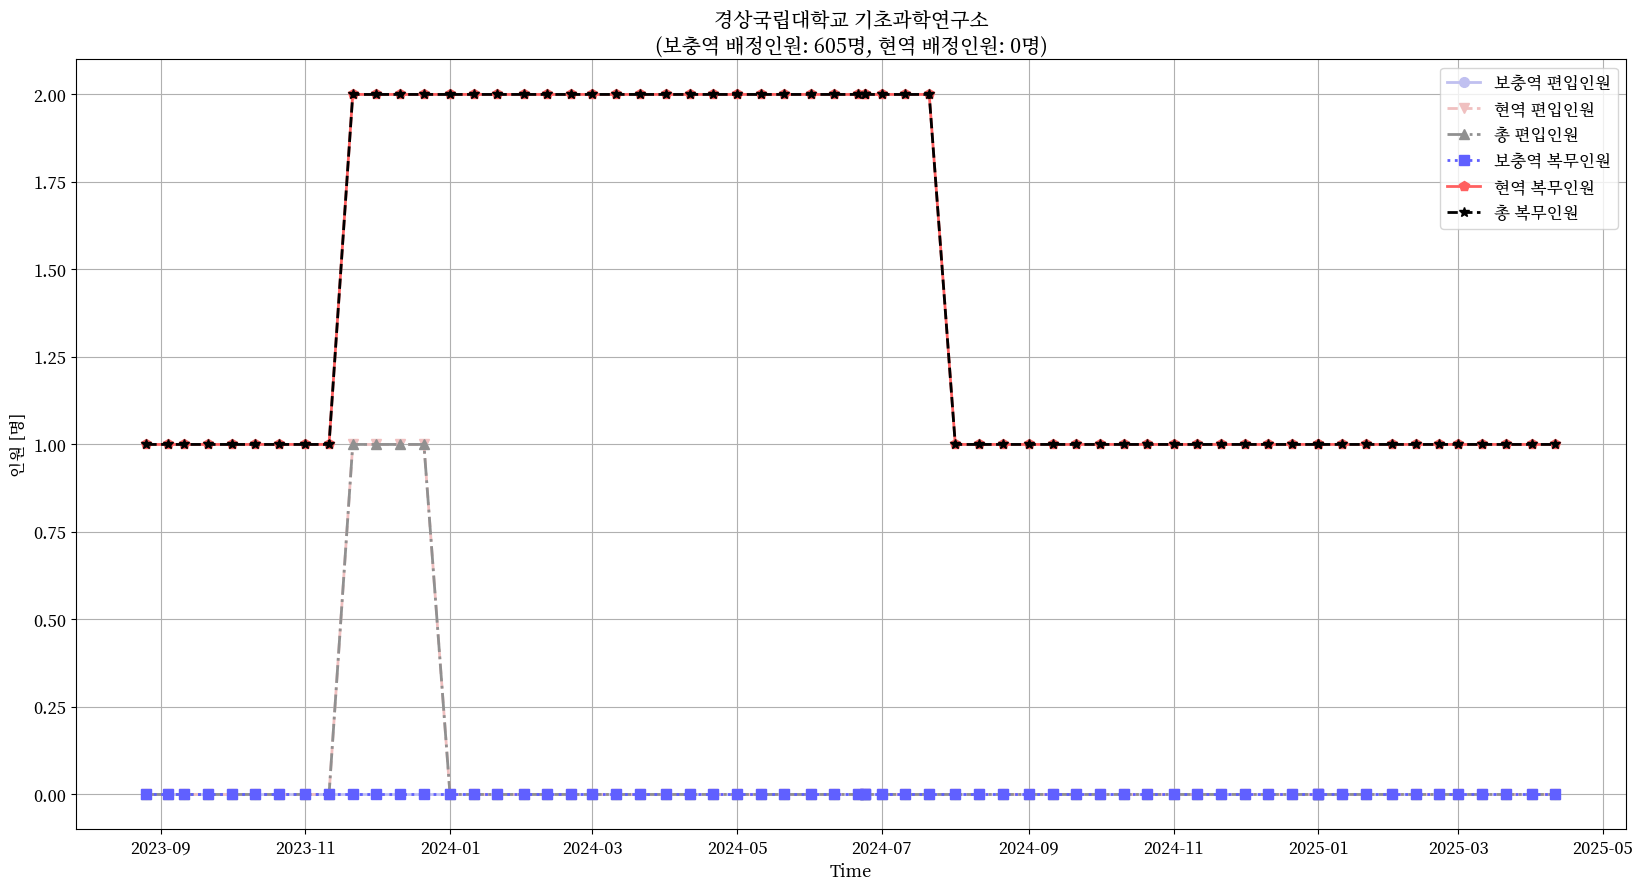 경상국립대학교 기초과학연구소
(보충역 배정인원: 605명, 현역 배정인원: 0명)
보충역 편입인원
현역 편입인원
총 편입인원
보충역 복무인원
현역 복무인원
총 복무인원
인원 [명]
2.00
1.75
1.50
1.25
1.00
0.75
0.50
0.25
0.00
2023-09 2023-11 2024-01 2024-03 2024-05 2024-07 2024-09 2024-11 2025-01 2025-03 2025-05
Time